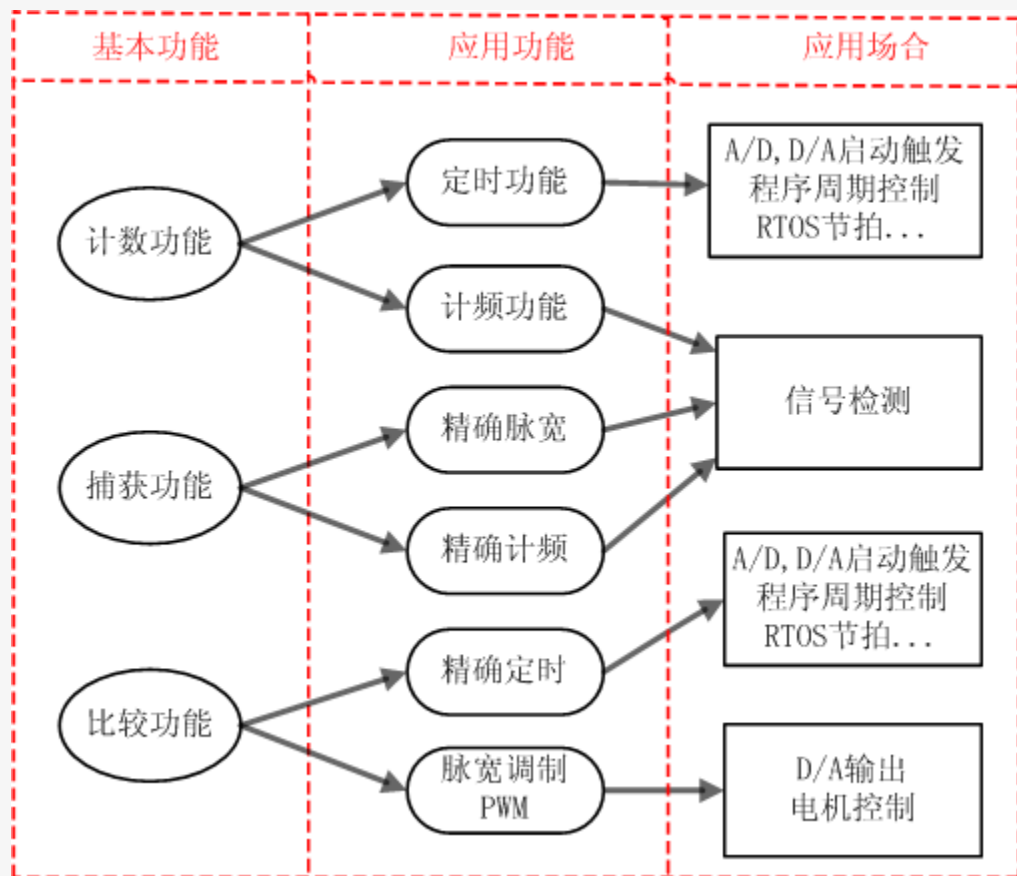 基本功能
应用功能
应用场合
计数功能
定时功能
A/D,D/A启动触发
程序周期控制
RTOS节拍...
计频功能
信号检测
捕获功能
精确脉宽
精确计频
比较功能
精确定时
A/D,D/A启动触发
程序周期控制
RTOS节拍...
脉宽调制
PWM
D/A输出
电机控制